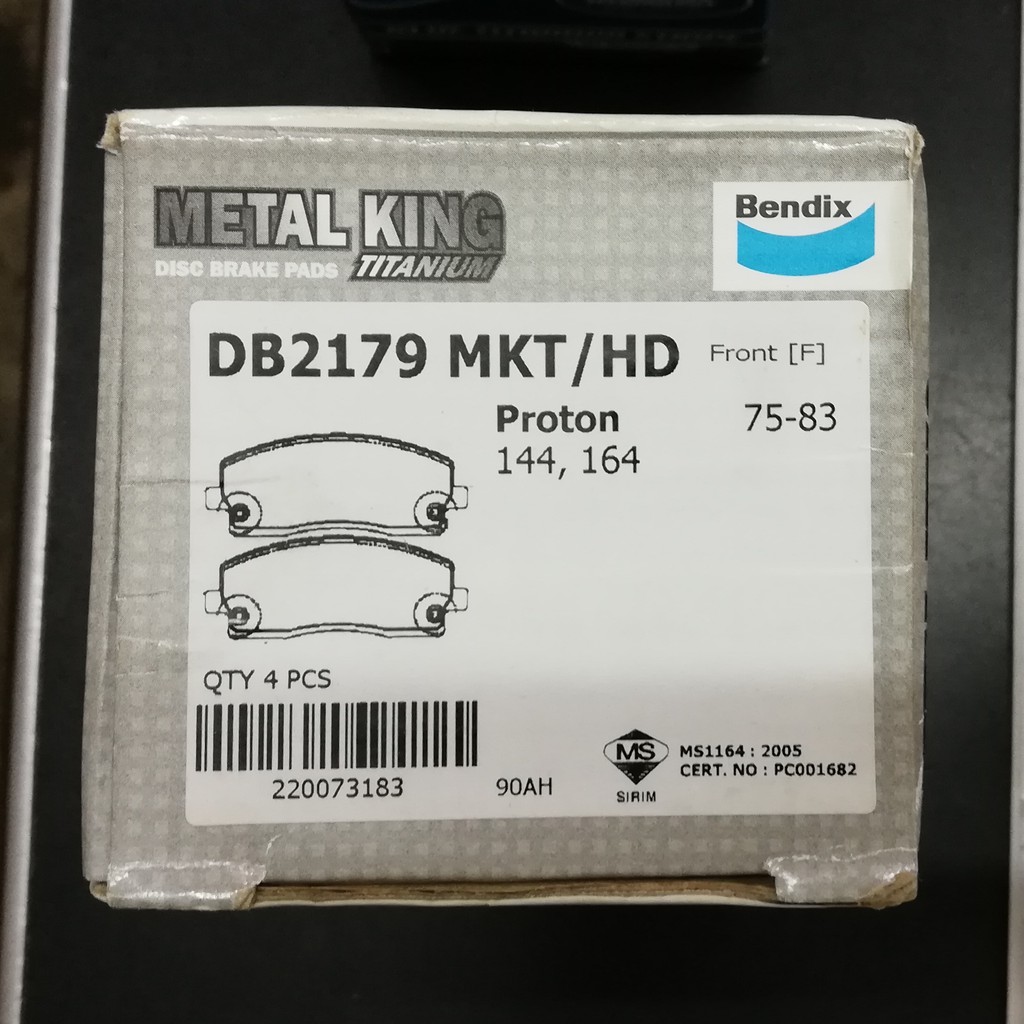 METAL KING
DISC BRAKE PADS TITANIUM
Bendix
DB2179 MKT/HD Front [F]
Proton 75-83
144, 164
QTY 4 PCS
220073183
90AH
MS
SIRIM
MS1164 : 2005
CERT. NO : PC001682